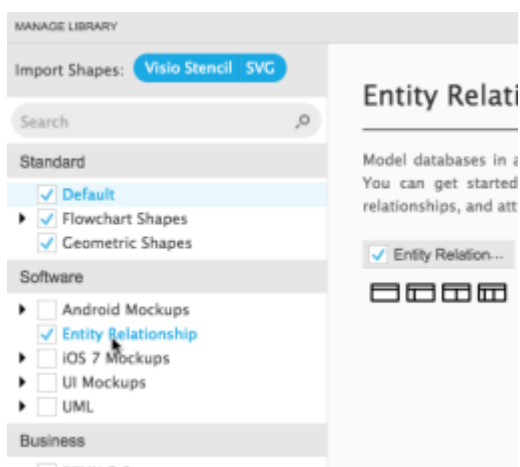 MANAGE LIBRARY
Import Shapes: Visio Stencil SVG
Search
Standard
Default
Flowchart Shapes
Geometric Shapes
Software
Android Mockups
Entity Relationship
iOS 7 Mockups
UI Mockups
UML
Business
Entity Relati
Model databases in a
You can get started
relationships, and att
Entity Relation...